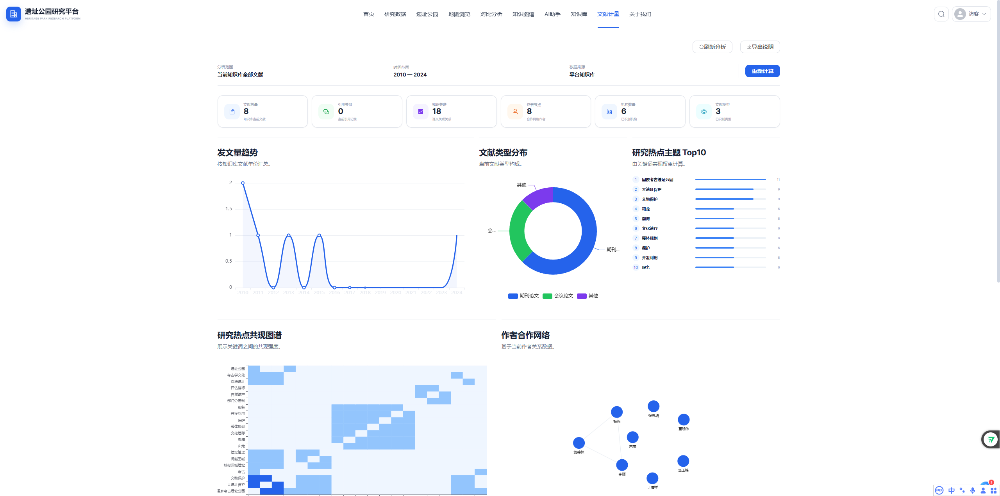 遗址公园研究平台
HERITAGE PARK RESEARCH PLATFORM
首页 研究数据 遗址公园 地图浏览 对比分析 知识图谱 AI助手 知识库 文献计量 关于我们
访客
刷新分析 导出说明
分析范围 时间范围 数据来源
当前知识库全部文献 2010 — 2024 平台知识库
重新计算
文献总量
8
知识库当前文献
引用关系
0
当前引用记录
知识关联
18
语义关联关系
作者节点
8
合作网络作者
机构数量
6
已识别机构
文献类型
3
已识别类型
发文量趋势
按知识库文献年份汇总。
2
1.5
1
0.5
0
2010 2011 2012 2013 2014 2015 2016 2017 2018 2019 2020 2021 2022 2023 2024
文献类型分布
当前文献类型构成。
其他
会...
期刊...
期刊论文 会议论文 其他
研究热点主题 Top10
由关键词共现权重计算。
1 国家考古遗址公园 11
2 大遗址保护 9
3 文物保护 9
4 和龙 6
5 渤海 6
6 文化遗存 6
7 整体规划 6
8 保护 6
9 开发利用 6
10 服务 6
研究热点共现图谱
展示关键词之间的共现强度。
遗址公园
考古学文化
良渚遗址
评估指标
自然遗产
部门分管制
服务
开发利用
保护
整体规划
文化遗存
渤海
和龙
遗址管理
闽越王城
城村汉城遗址
考古
文物保护
大遗址保护
国家考古遗址公园
作者合作网络
基于当前作者关系数据。
张忠培
杨程
夏晓伟
宋莹
黄德林
赵玉峰
李舸
丁海祥
3
iFLY 中